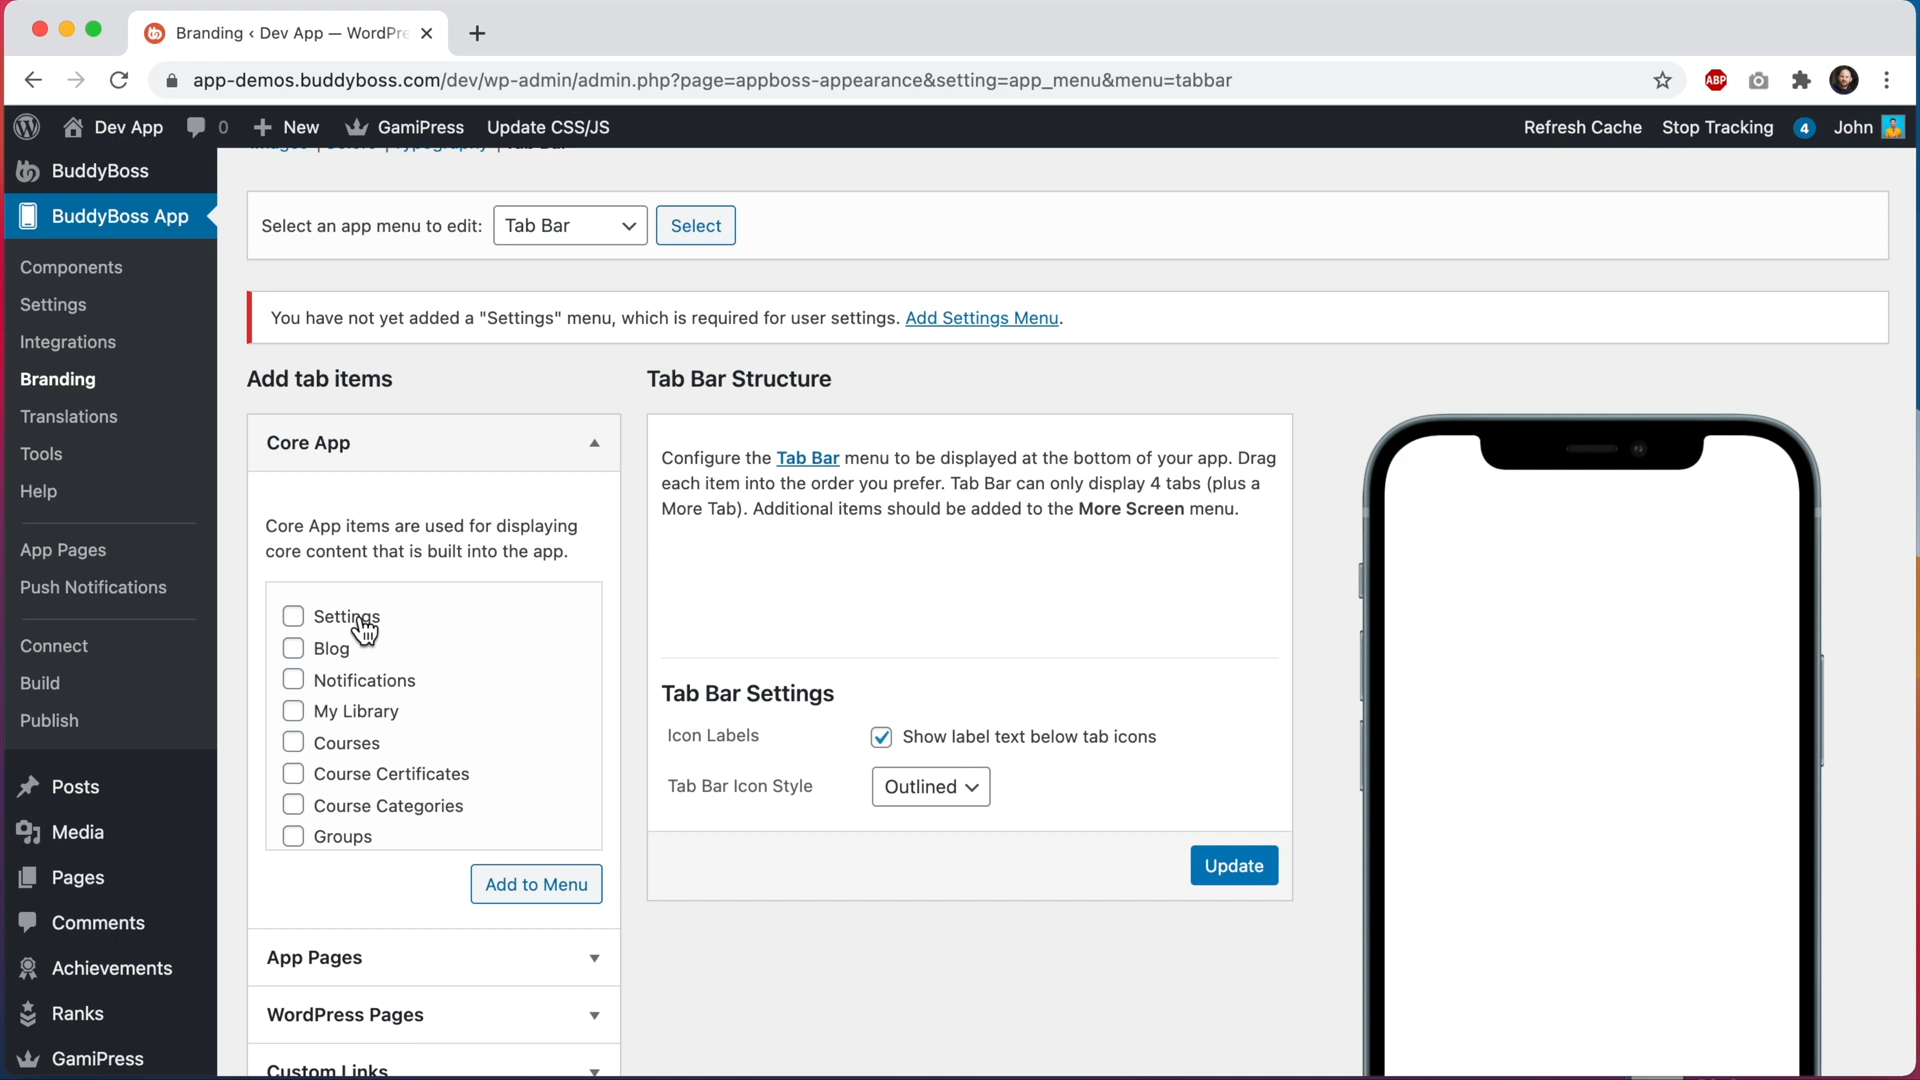 Branding ‹ Dev App — WordPre
app-demos.buddyboss.com/dev/wp-admin/admin.php?page=appboss-appearance&setting=app_menu&menu=tabbar
ABP
Dev App 0 New GamiPress Update CSS/JS Refresh Cache Stop Tracking 4 John
BuddyBoss
BuddyBoss App
Components
Settings
Integrations
Branding
Translations
Tools
Help
App Pages
Push Notifications
Connect
Build
Publish
Posts
Media
Pages
Comments
Achievements
Ranks
GamiPress
Select an app menu to edit: Tab Bar Select
You have not yet added a "Settings" menu, which is required for user settings. Add Settings Menu.
Add tab items
Core App
Core App items are used for displaying
core content that is built into the app.
Settings
Blog
Notifications
My Library
Courses
Course Certificates
Course Categories
Groups
Add to Menu
App Pages
WordPress Pages
Custom Links
Tab Bar Structure
Configure the Tab Bar menu to be displayed at the bottom of your app. Drag
each item into the order you prefer. Tab Bar can only display 4 tabs (plus a
More Tab). Additional items should be added to the More Screen menu.
Tab Bar Settings
Icon Labels Show label text below tab icons
Tab Bar Icon Style Outlined
Update